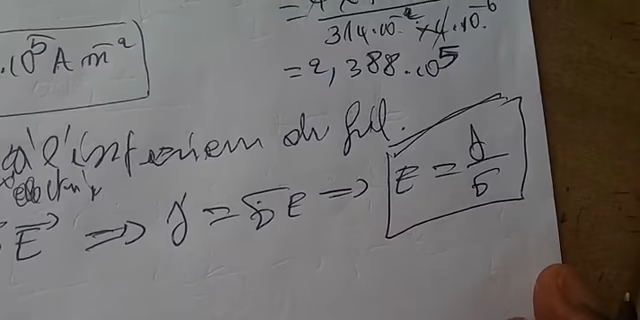 314.10⁻² × 4.10⁻⁶
= 2,388.10⁵
.10⁵ A m⁻²
à l'intérieur du fil.
E⃗ ⟹ j = σE ⟹ E = j/σ